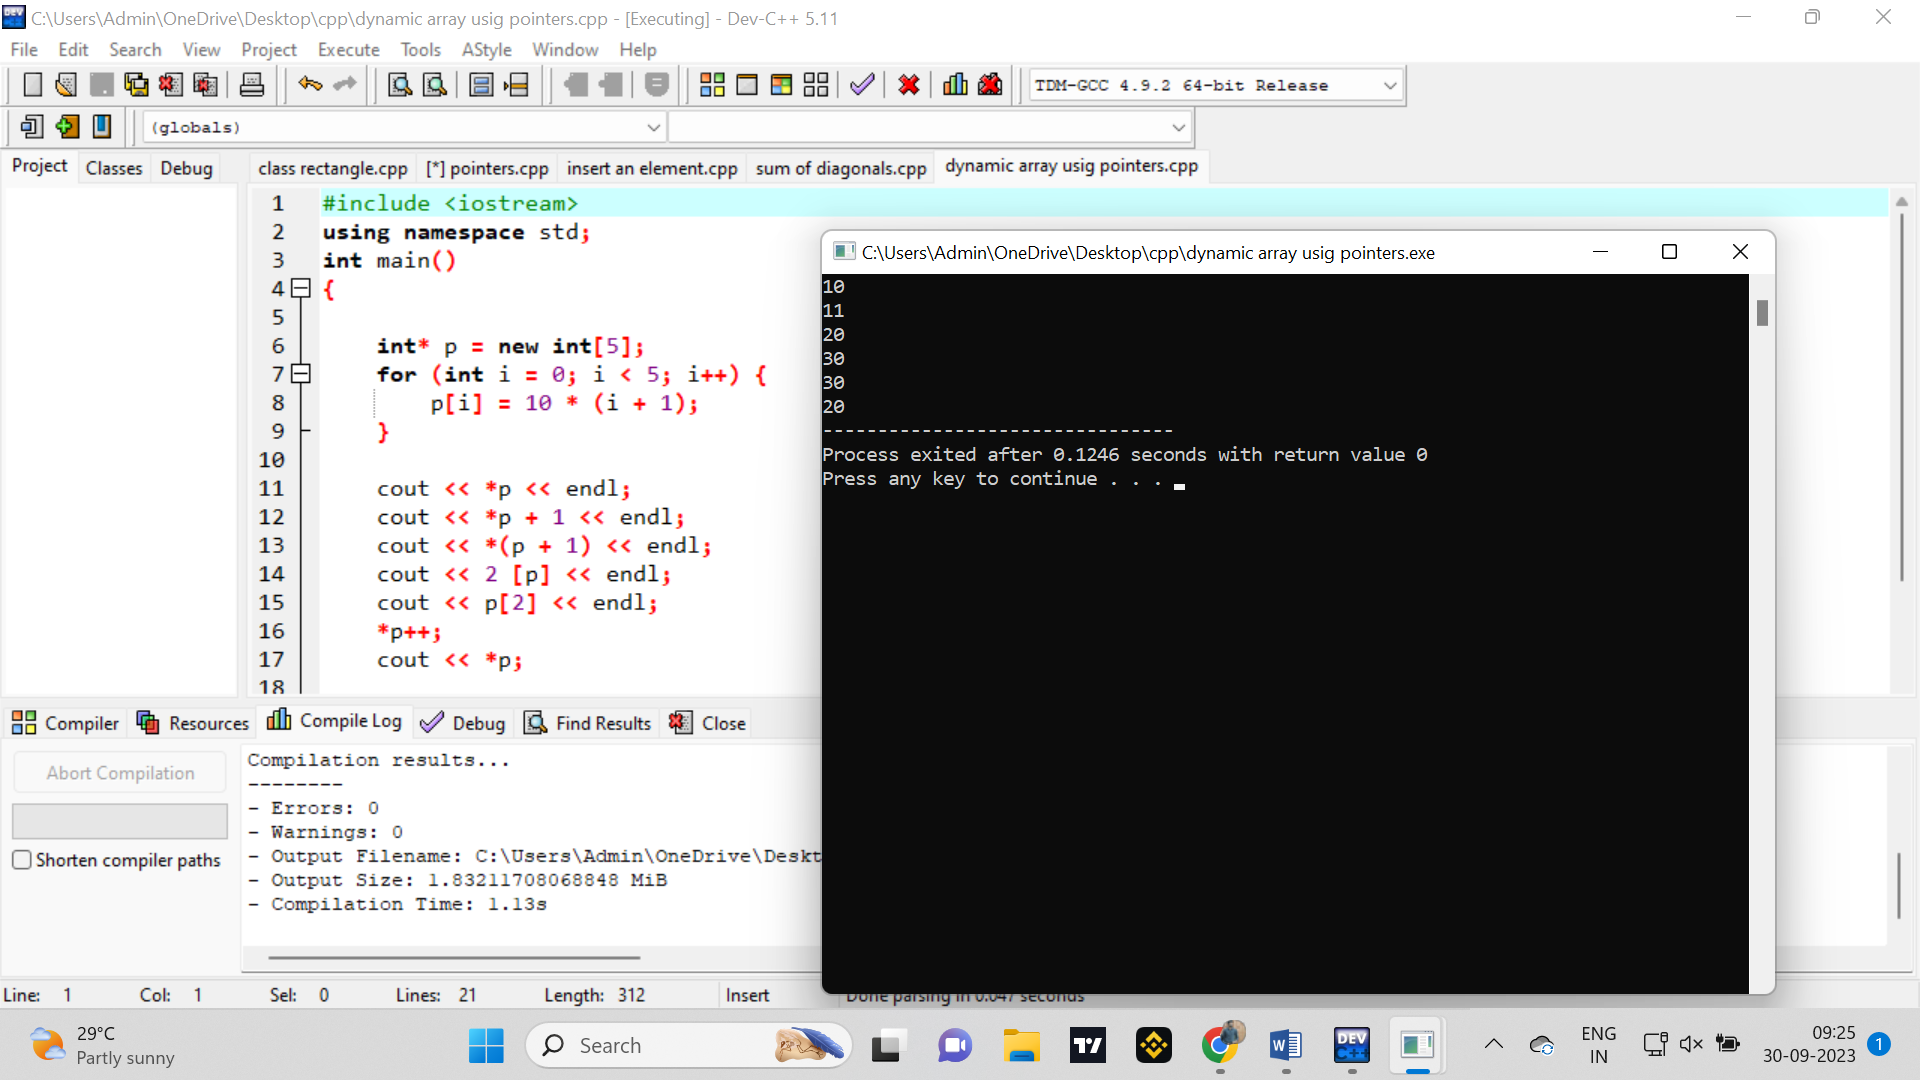 C:\Users\Admin\OneDrive\Desktop\cpp\dynamic array usig pointers.cpp - [Executing] - Dev-C++ 5.11
File Edit Search View Project Execute Tools AStyle Window Help
TDM-GCC 4.9.2 64-bit Release
(globals)
Project Classes Debug
class rectangle.cpp [*] pointers.cpp insert an element.cpp sum of diagonals.cpp dynamic array usig pointers.cpp
1 #include <iostream>
2 using namespace std;
3 int main()
4 {
5
6 int* p = new int[5];
7 for (int i = 0; i < 5; i++) {
8 p[i] = 10 * (i + 1);
9 }
10
11 cout << *p << endl;
12 cout << *p + 1 << endl;
13 cout << *(p + 1) << endl;
14 cout << 2 [p] << endl;
15 cout << p[2] << endl;
16 *p++;
17 cout << *p;
18
C:\Users\Admin\OneDrive\Desktop\cpp\dynamic array usig pointers.exe
10
11
20
30
30
20
--------------------------------
Process exited after 0.1246 seconds with return value 0
Press any key to continue . . .
Compiler Resources Compile Log Debug Find Results Close
Abort Compilation
Shorten compiler paths
Compilation results...
--------
- Errors: 0
- Warnings: 0
- Output Filename: C:\Users\Admin\OneDrive\Deskt
- Output Size: 1.83211708068848 MiB
- Compilation Time: 1.13s
Line: 1 Col: 1 Sel: 0 Lines: 21 Length: 312 Insert Done parsing in 0.047 seconds
29°C
Partly sunny
Search
DEV C++
ENG
IN
09:25
30-09-2023
1